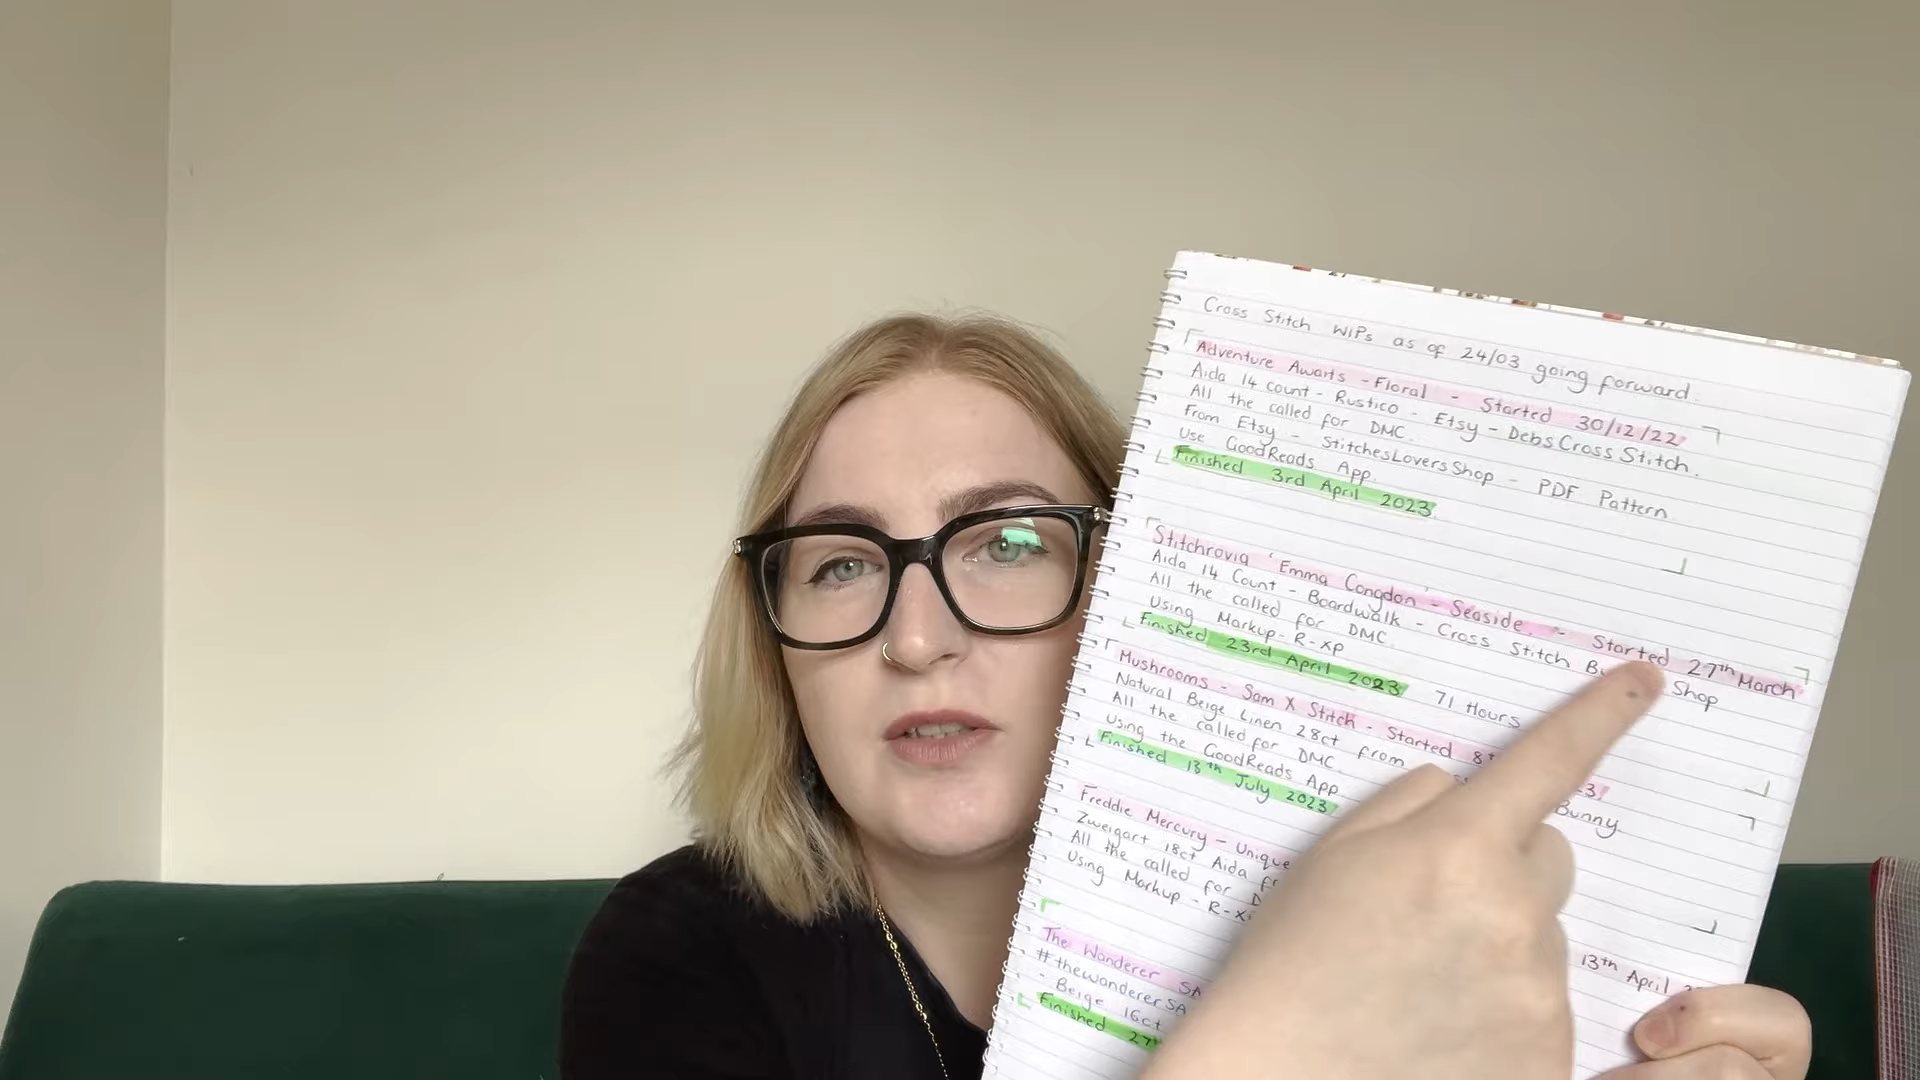 Cross Stitch WIPs as of 24/03 going forward.
Adventure Awaits - Floral - Started 30/12/22
Aida 14 count - Rustico - Etsy - DebsCrossStitch.
All the called for DMC.
From Etsy - StitchesLoversShop - PDF Pattern
Use GoodReads App.
Finished 3rd April 2023.
Stitchrovia 'Emma Congdon' - Seaside. - Started 27th March
Aida 14 Count - Boardwalk - Cross Stitch Shop
All the called for DMC.
Using Markup-R-xp
Finished 23rd April 2023 71 Hours
Mushrooms - Sam X Stitch - Started
Natural Beige Linen 28ct from Bunny
All the called for DMC.
Using the GoodReads App
Finished 13th July 2023
Freddie Mercury - Unique
Zweigart 18ct Aida
All the called for
Using Markup - R-
13th April
The Wanderer
#thewandererSA
- Beige 16ct
Finished